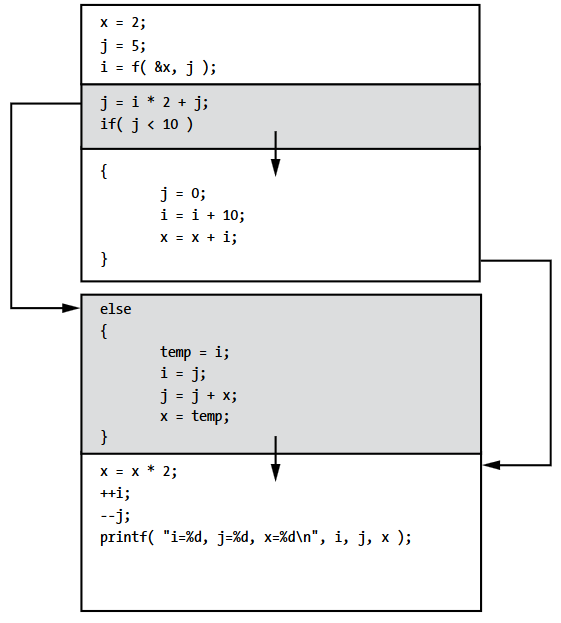 x = 2;
j = 5;
i = f( &x, j );
j = i * 2 + j;
if( j < 10 )
{
j = 0;
i = i + 10;
x = x + i;
}
else
{
temp = i;
i = j;
j = j + x;
x = temp;
}
x = x * 2;
++i;
--j;
printf( "i=%d, j=%d, x=%d\n", i, j, x );